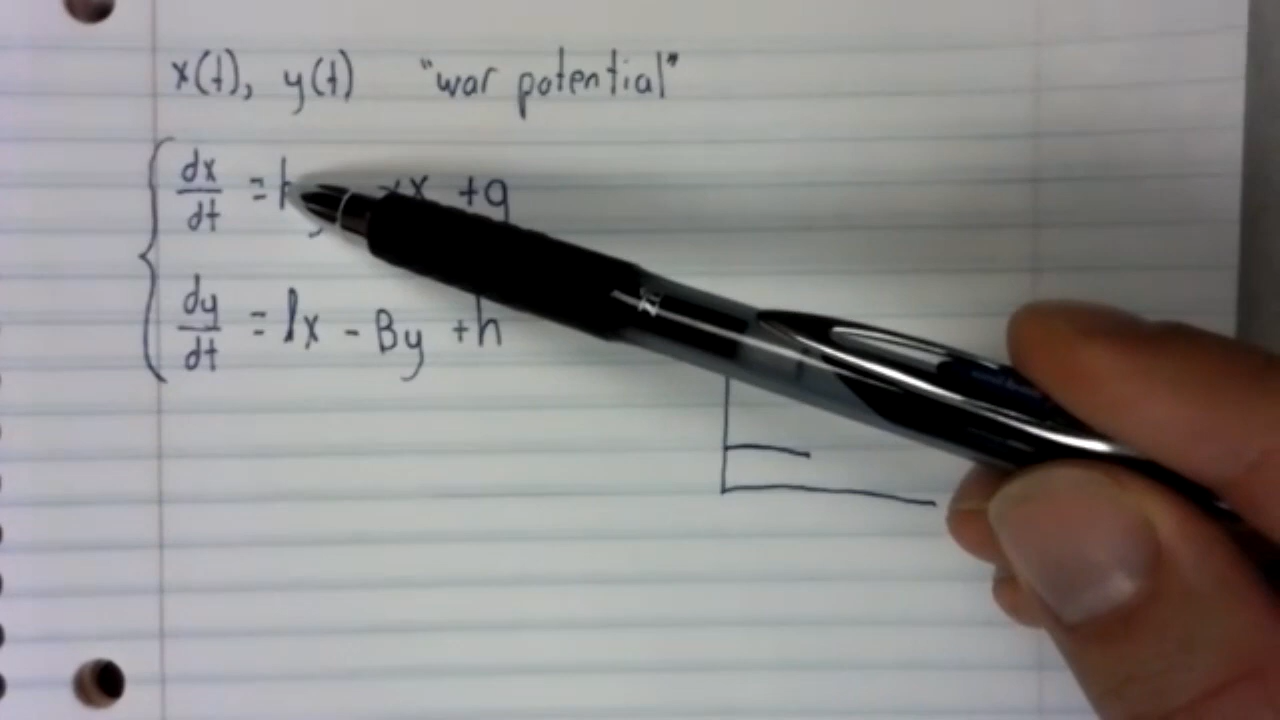 x(t), y(t) "war potential"
dx/dt = x + g
dy/dt = lx - By + h